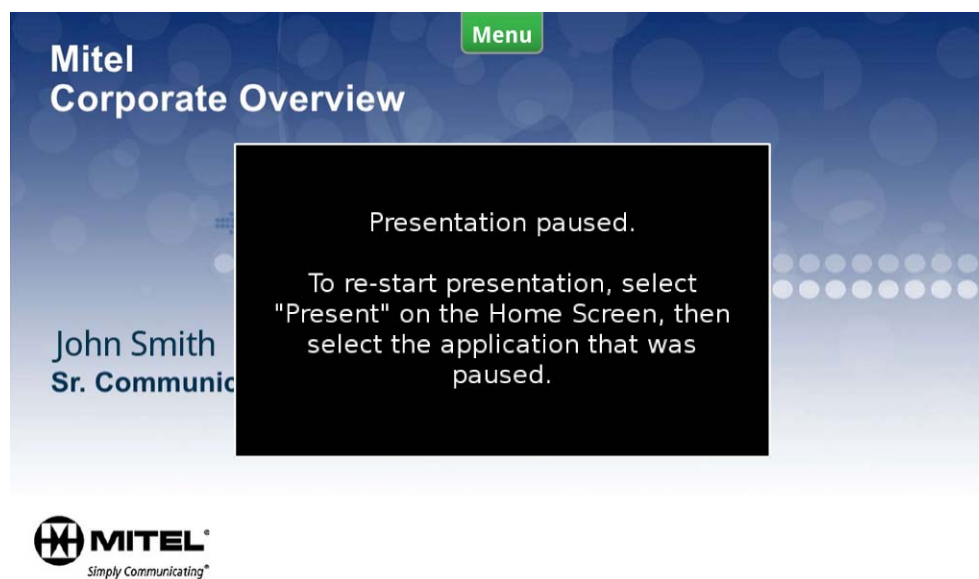 Menu
Mitel
Corporate Overview
Presentation paused.
To re-start presentation, select
"Present" on the Home Screen, then
select the application that was
paused.
John Smith
Sr. Communic
MITEL®
Simply Communicating®